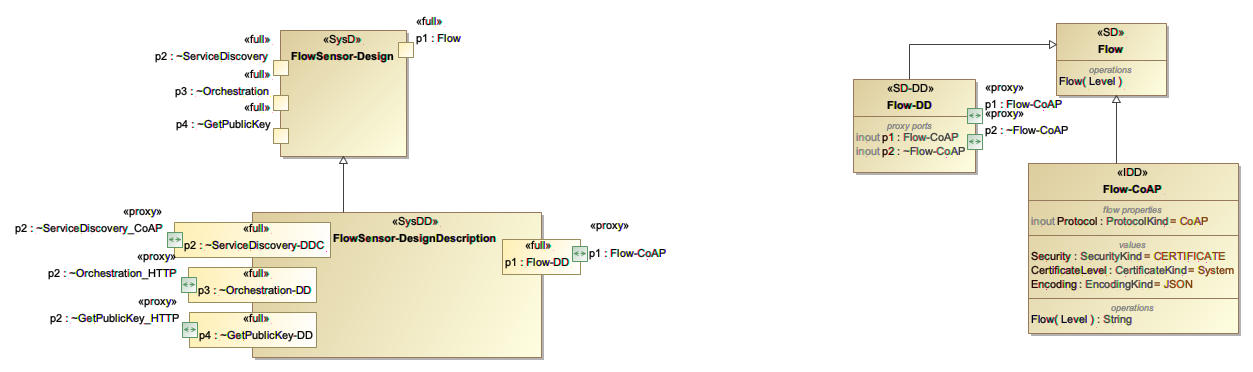 «full»
p1 : Flow
«SysD»
FlowSensor-Design
«full»
p2 : ~ServiceDiscovery
«full»
p3 : ~Orchestration
«full»
p4 : ~GetPublicKey
«SysDD»
FlowSensor-DesignDescription
«proxy»
p2 : ~ServiceDiscovery_CoAP
«full»
p2 : ~ServiceDiscovery-DDC
«proxy»
p2 : ~Orchestration_HTTP
«full»
p3 : ~Orchestration-DD
«proxy»
p2 : ~GetPublicKey_HTTP
«full»
p4 : ~GetPublicKey-DD
«full»
p1 : Flow-DD
«proxy»
p1 : Flow-CoAP
«SD»
Flow
operations
Flow( Level )
«SD-DD»
Flow-DD
proxy ports
inout p1 : Flow-CoAP
inout p2 : ~Flow-CoAP
«proxy»
p1 : Flow-CoAP
«proxy»
p2 : ~Flow-CoAP
«IDD»
Flow-CoAP
flow properties
inout Protocol : ProtocolKind = CoAP
values
Security : SecurityKind = CERTIFICATE
CertificateLevel : CertificateKind = System
Encoding : EncodingKind = JSON
operations
Flow( Level ) : String